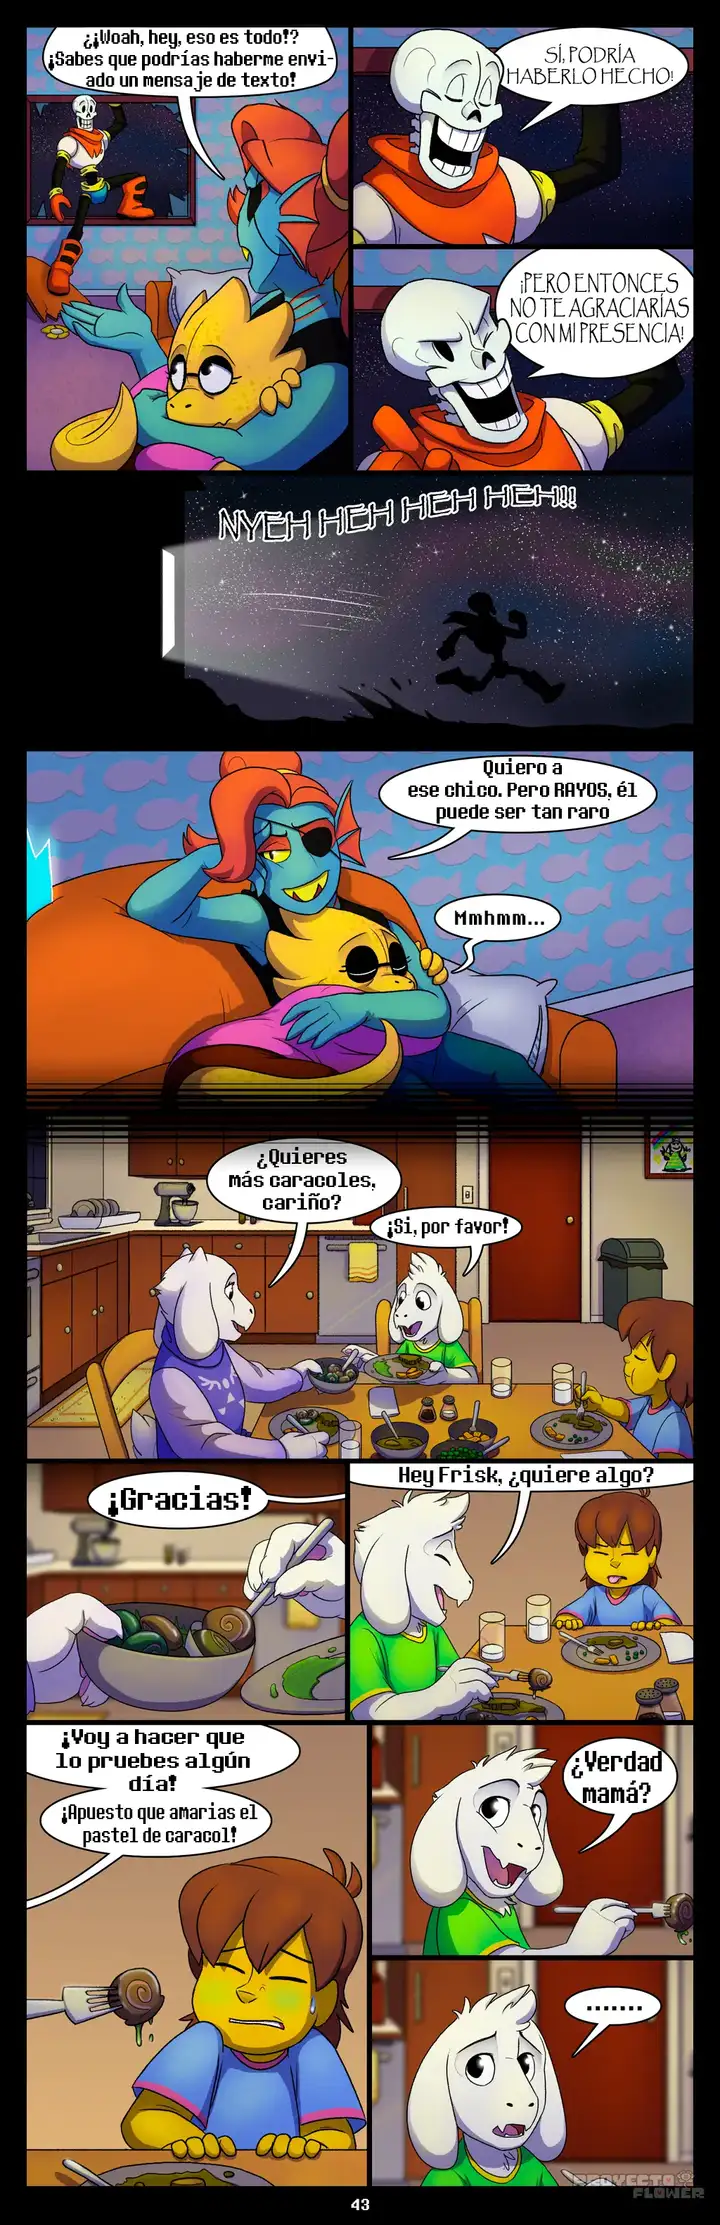 ¿¡Woah, hey, eso es todo!?
¡Sabes que podrías haberme envi-
ado un mensaje de texto!
SÍ, PODRÍA
HABERLO HECHO!
¡PERO ENTONCES
NO TE AGRACIARÍAS
CON MI PRESENCIA!
NYEH HEH HEH HEH!!
Quiero a
ese chico. Pero RAYOS, él
puede ser tan raro
Mmhmm...
¿Quieres
más caracoles,
cariño?
¡Si, por favor!
¡Gracias!
Hey Frisk, ¿quiere algo?
¡Voy a hacer que
lo pruebes algún
día!
¡Apuesto que amarias el
pastel de caracol!
¿Verdad
mamá?
.......
PROYECTO
FLOWER
43